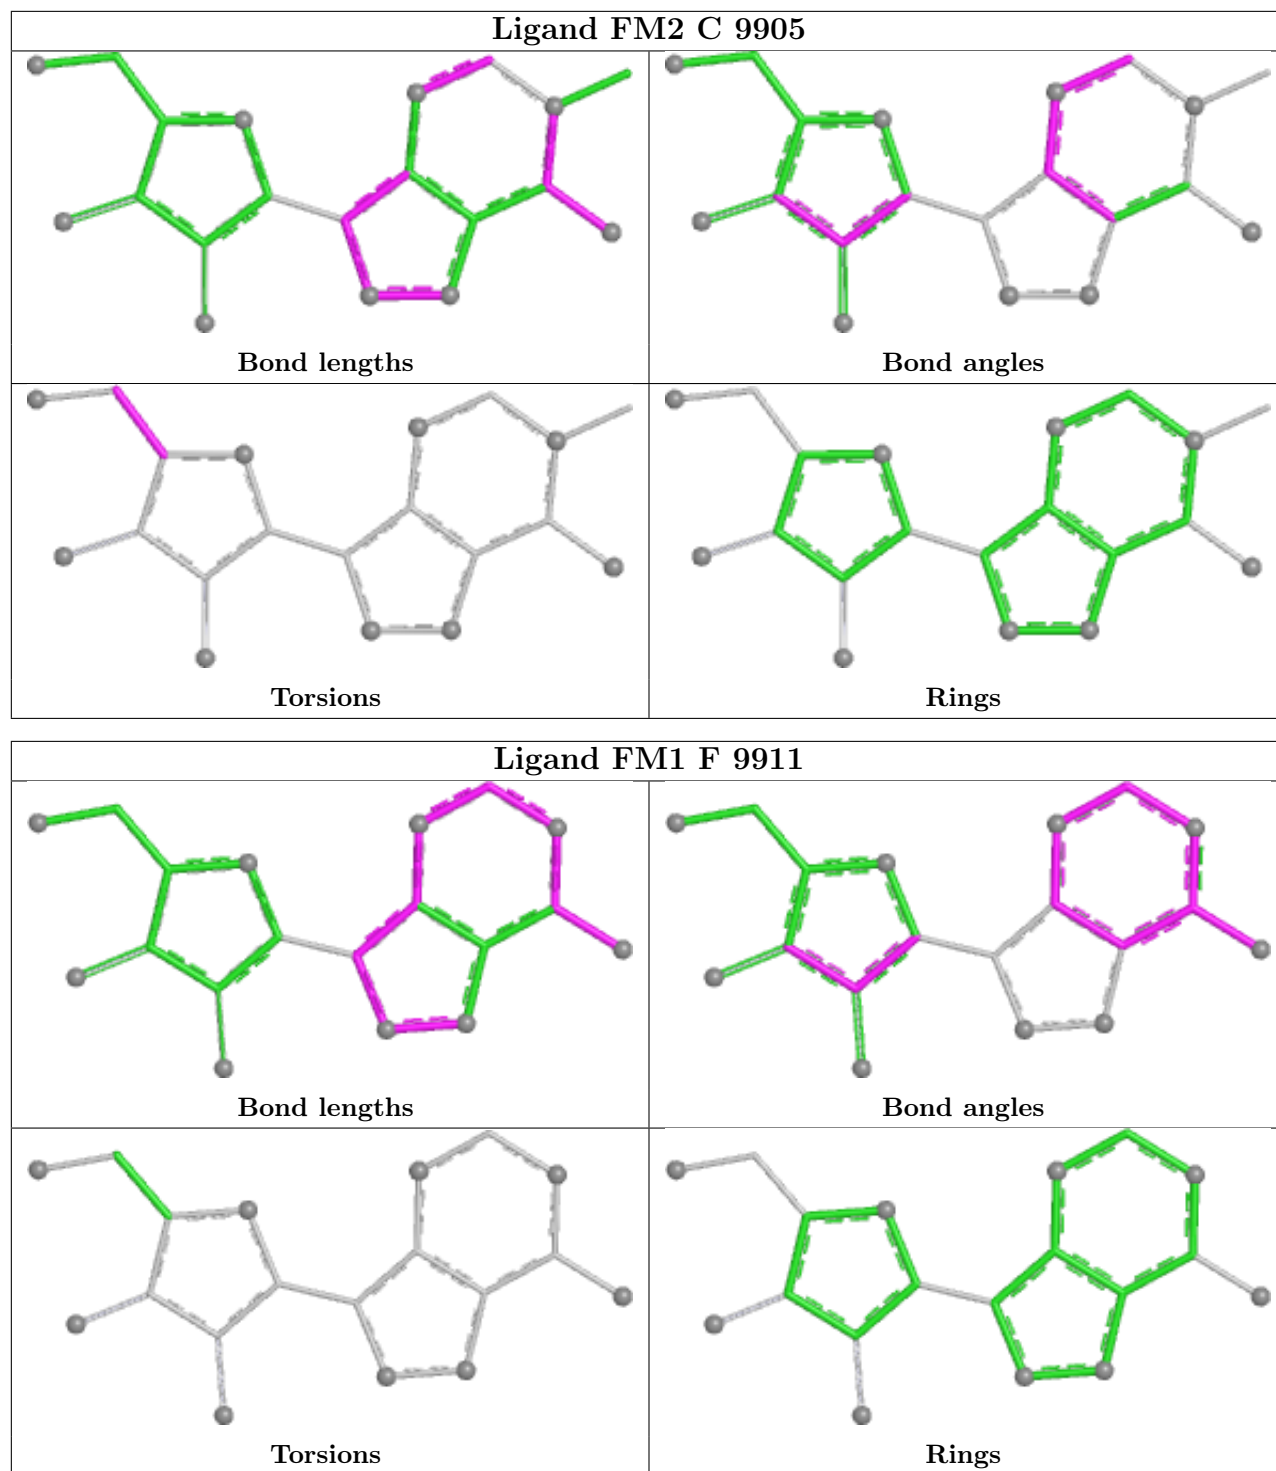 Ligand FM2 C 9905
Bond lengths
Bond angles
Torsions
Rings
Ligand FM1 F 9911
Bond lengths
Bond angles
Torsions
Rings